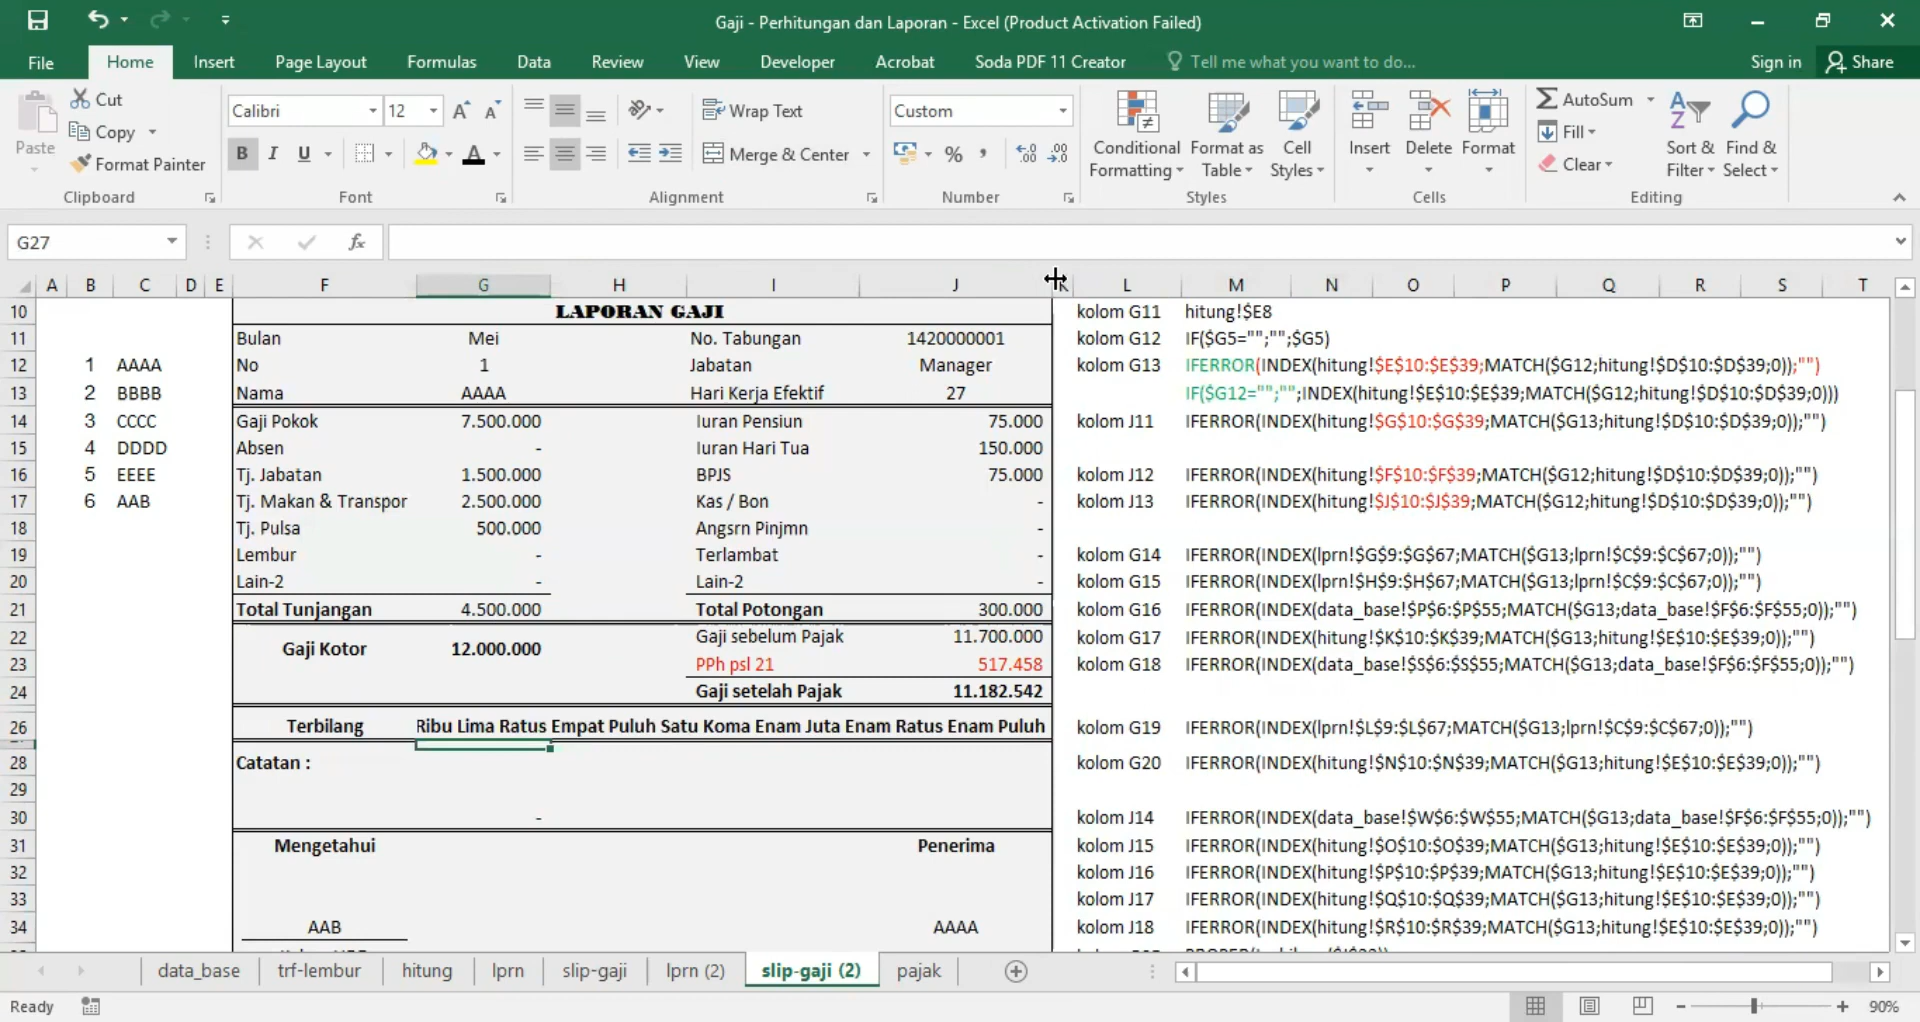 Gaji - Perhitungan dan Laporan - Excel (Product Activation Failed)
File Home Insert Page Layout Formulas Data Review View Developer Acrobat Soda PDF 11 Creator Tell me what you want to do... Sign in Share
Paste Cut Copy Format Painter Clipboard
Calibri 12 B I U A Font
Wrap Text Merge & Center Alignment
Custom % Number
Conditional Formatting Format as Table Cell Styles Styles
Insert Delete Format Cells
AutoSum Fill Clear Sort & Filter Find & Select Editing
G27 fx
A B C D E F G H I J K L M N O P Q R S T
10 LAPORAN GAJI kolom G11 hitung!$E8
11 Bulan Mei No. Tabungan 1420000001 kolom G12 IF($G5="";"";$G5)
12 1 AAAA No 1 Jabatan Manager kolom G13 IFERROR(INDEX(hitung!$E$10:$E$39;MATCH($G12;hitung!$D$10:$D$39;0));"")
13 2 BBBB Nama AAAA Hari Kerja Efektif 27 IF($G12="";"";INDEX(hitung!$E$10:$E$39;MATCH($G12;hitung!$D$10:$D$39;0)))
14 3 CCCC Gaji Pokok 7.500.000 Iuran Pensiun 75.000 kolom J11 IFERROR(INDEX(hitung!$G$10:$G$39;MATCH($G13;hitung!$D$10:$D$39;0));"")
15 4 DDDD Absen - Iuran Hari Tua 150.000
16 5 EEEE Tj. Jabatan 1.500.000 BPJS 75.000 kolom J12 IFERROR(INDEX(hitung!$F$10:$F$39;MATCH($G12;hitung!$D$10:$D$39;0));"")
17 6 AAB Tj. Makan & Transpor 2.500.000 Kas / Bon - kolom J13 IFERROR(INDEX(hitung!$J$10:$J$39;MATCH($G12;hitung!$D$10:$D$39;0));"")
18 Tj. Pulsa 500.000 Angsrn Pinjmn -
19 Lembur - Terlambat - kolom G14 IFERROR(INDEX(lprn!$G$9:$G$67;MATCH($G13;lprn!$C$9:$C$67;0));"")
20 Lain-2 - Lain-2 - kolom G15 IFERROR(INDEX(lprn!$H$9:$H$67;MATCH($G13;lprn!$C$9:$C$67;0));"")
21 Total Tunjangan 4.500.000 Total Potongan 300.000 kolom G16 IFERROR(INDEX(data_base!$P$6:$P$55;MATCH($G13;data_base!$F$6:$F$55;0));"")
22 Gaji sebelum Pajak 11.700.000 kolom G17 IFERROR(INDEX(hitung!$K$10:$K$39;MATCH($G13;hitung!$E$10:$E$39;0));"")
Gaji Kotor 12.000.000
23 PPh psl 21 517.458 kolom G18 IFERROR(INDEX(data_base!$S$6:$S$55;MATCH($G13;data_base!$F$6:$F$55;0));"")
24 Gaji setelah Pajak 11.182.542
26 Terbilang Ribu Lima Ratus Empat Puluh Satu Koma Enam Juta Enam Ratus Enam Puluh kolom G19 IFERROR(INDEX(lprn!$L$9:$L$67;MATCH($G13;lprn!$C$9:$C$67;0));"")
28 Catatan : kolom G20 IFERROR(INDEX(hitung!$N$10:$N$39;MATCH($G13;hitung!$E$10:$E$39;0));"")
29
30 - kolom J14 IFERROR(INDEX(data_base!$W$6:$W$55;MATCH($G13;data_base!$F$6:$F$55;0));"")
31 Mengetahui Penerima kolom J15 IFERROR(INDEX(hitung!$O$10:$O$39;MATCH($G13;hitung!$E$10:$E$39;0));"")
32 kolom J16 IFERROR(INDEX(hitung!$P$10:$P$39;MATCH($G13;hitung!$E$10:$E$39;0));"")
33 kolom J17 IFERROR(INDEX(hitung!$Q$10:$Q$39;MATCH($G13;hitung!$E$10:$E$39;0));"")
34 AAB AAAA kolom J18 IFERROR(INDEX(hitung!$R$10:$R$39;MATCH($G13;hitung!$E$10:$E$39;0));"")
data_base trf-lembur hitung lprn slip-gaji lprn (2) slip-gaji (2) pajak
Ready 90%